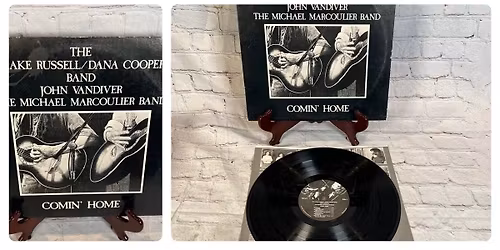 THE
AKE RUSSELL/DANA COOPER
BAND
JOHN VANDIVER
E MICHAEL MARCOULIER BAND
COMIN' HOME
JOHN VANDIVER
THE MICHAEL MARCOULIER BAND
COMIN' HOME